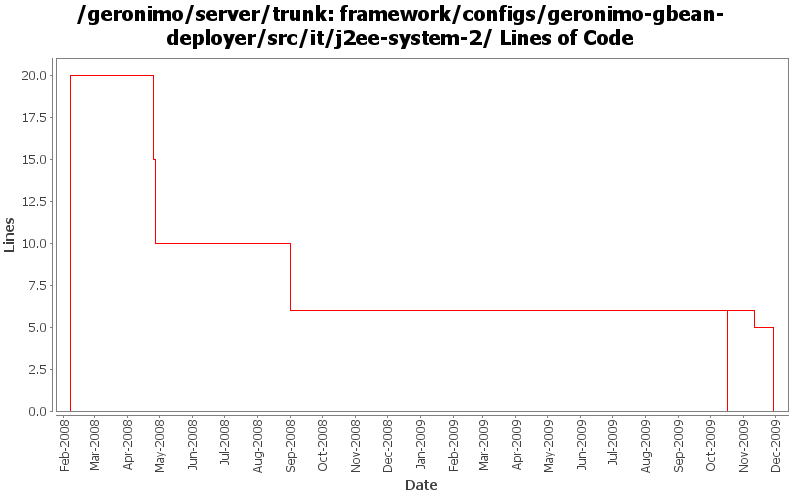 /geronimo/server/trunk: framework/configs/geronimo-gbean-
deployer/src/it/j2ee-system-2/ Lines of Code
Lines
20.0
17.5
15.0
12.5
10.0
7.5
5.0
2.5
0.0
Feb-2008
Mar-2008
Apr-2008
May-2008
Jun-2008
Jul-2008
Aug-2008
Sep-2008
Oct-2008
Nov-2008
Dec-2008
Jan-2009
Feb-2009
Mar-2009
Apr-2009
May-2009
Jun-2009
Jul-2009
Aug-2009
Sep-2009
Oct-2009
Nov-2009
Dec-2009
Date